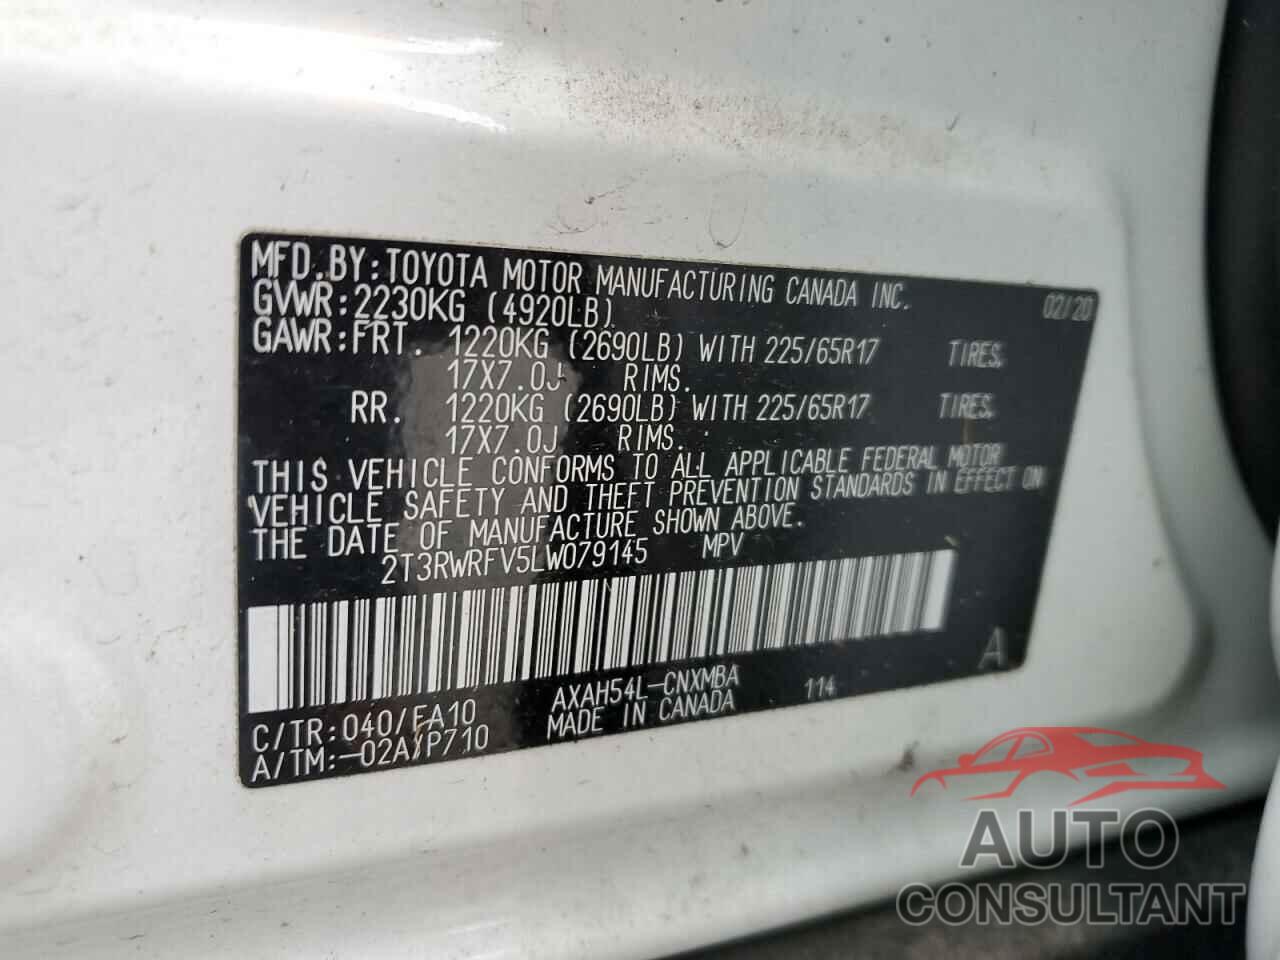 MFD.BY:TOYOTA MOTOR MANUFACTURING CANADA INC. 02/20
GVWR:2230KG (4920LB)
GAWR:FRT. 1220KG (2690LB) WITH 225/65R17 TIRES.
17X7.0J RIMS.
RR. 1220KG (2690LB) WITH 225/65R17 TIRES.
17X7.0J RIMS.
THIS VEHICLE CONFORMS TO ALL APPLICABLE FEDERAL MOTOR
VEHICLE SAFETY AND THEFT PREVENTION STANDARDS IN EFFECT ON
THE DATE OF MANUFACTURE SHOWN ABOVE.
2T3RWRFV5LW079145 MPV
A
C/TR:040/FA10 AXAH54L-CNXMBA 114
A/TM:-02A/P710 MADE IN CANADA
AUTO
CONSULTANT